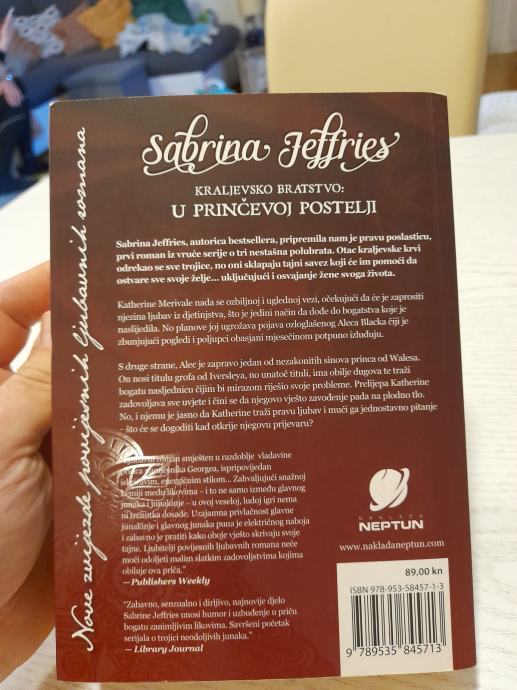 Sabrina Jeffries
KRALJEVSKO BRATSTVO:
U PRINČEVOJ POSTELJI
Sabrina Jeffries, autorica bestsellera, pripremila nam je pravu poslasticu,
prvi roman iz vruće serije o tri nestašna polubrata. Otac kraljevske krvi
odrekao se sve trojice, no oni sklapaju tajni savez koji će im pomoći da
ostvare sve svoje želje... uključujući i osvajanje žene svoga života.
Katherine Merivale nada se ozbiljnoj i uglednoj vezi, očekujući da će je zaprositi
njezina ljubav iz djetinjstva, što je jedini način da dođe do bogatstva koje je
naslijedila. No planove joj ugrožava pojava ozloglašenog Aleca Blacka čiji je
zbunjujući pogledi i poljupci obasjani mjesečinom potpuno izluđuju.
S druge strane, Alec je zapravo jedan od nezakonitih sinova princa od Walesa.
On nosi titulu grofa od Iversleya, no unatoč tituli, ima obilje dugova te traži
bogatu nasljednicu čijim bi mirazom riješio svoje probleme. Prelijepa Katherine
zadovoljava sve uvjete i čini se da njegovo vješto zavođenje pada na plodno tlo.
No, i njemu je jasno da Katherine traži pravu ljubav i muči ga jednostavno pitanje
- što će se dogoditi kad otkrije njegovu prijevaru?
roman smješten u razdoblje vladavine
Georgea, ispripovijedan
energičnim stilom... Zahvaljujući snažnoj
kemiji među likovima - i to ne samo između glavnog
junaka i junakinje - u ovoj veseloj, ludoj igri nema
ni trenutka dosade. Uzajamna privlačnost glavne
junakinje i glavnog junaka puna je električnog naboja
i zabavno je pratiti kako oboje vješto skrivaju svoje
tajne. Ljubitelji povijesnih ljubavnih romana neće
moći odoljeti malim slatkim zadovoljstvima kojima
obiluje ova priča."
— Publishers Weekly
"Zabavno, senzualno i dirljivo, najnovije djelo
Sabrine Jeffries unosi humor i uzbuđenje u priču
bogatu zanimljivim likovima. Savršeni početak
serijala o trojici neodoljivih junaka."
— Library Journal
Nove zvijezde povijesnih ljubavnih romana
NAKLADA
NEPTUN
www.nakladaneptun.com
89,00 kn
ISBN 978-953-58457-1-3
9 789535 845713